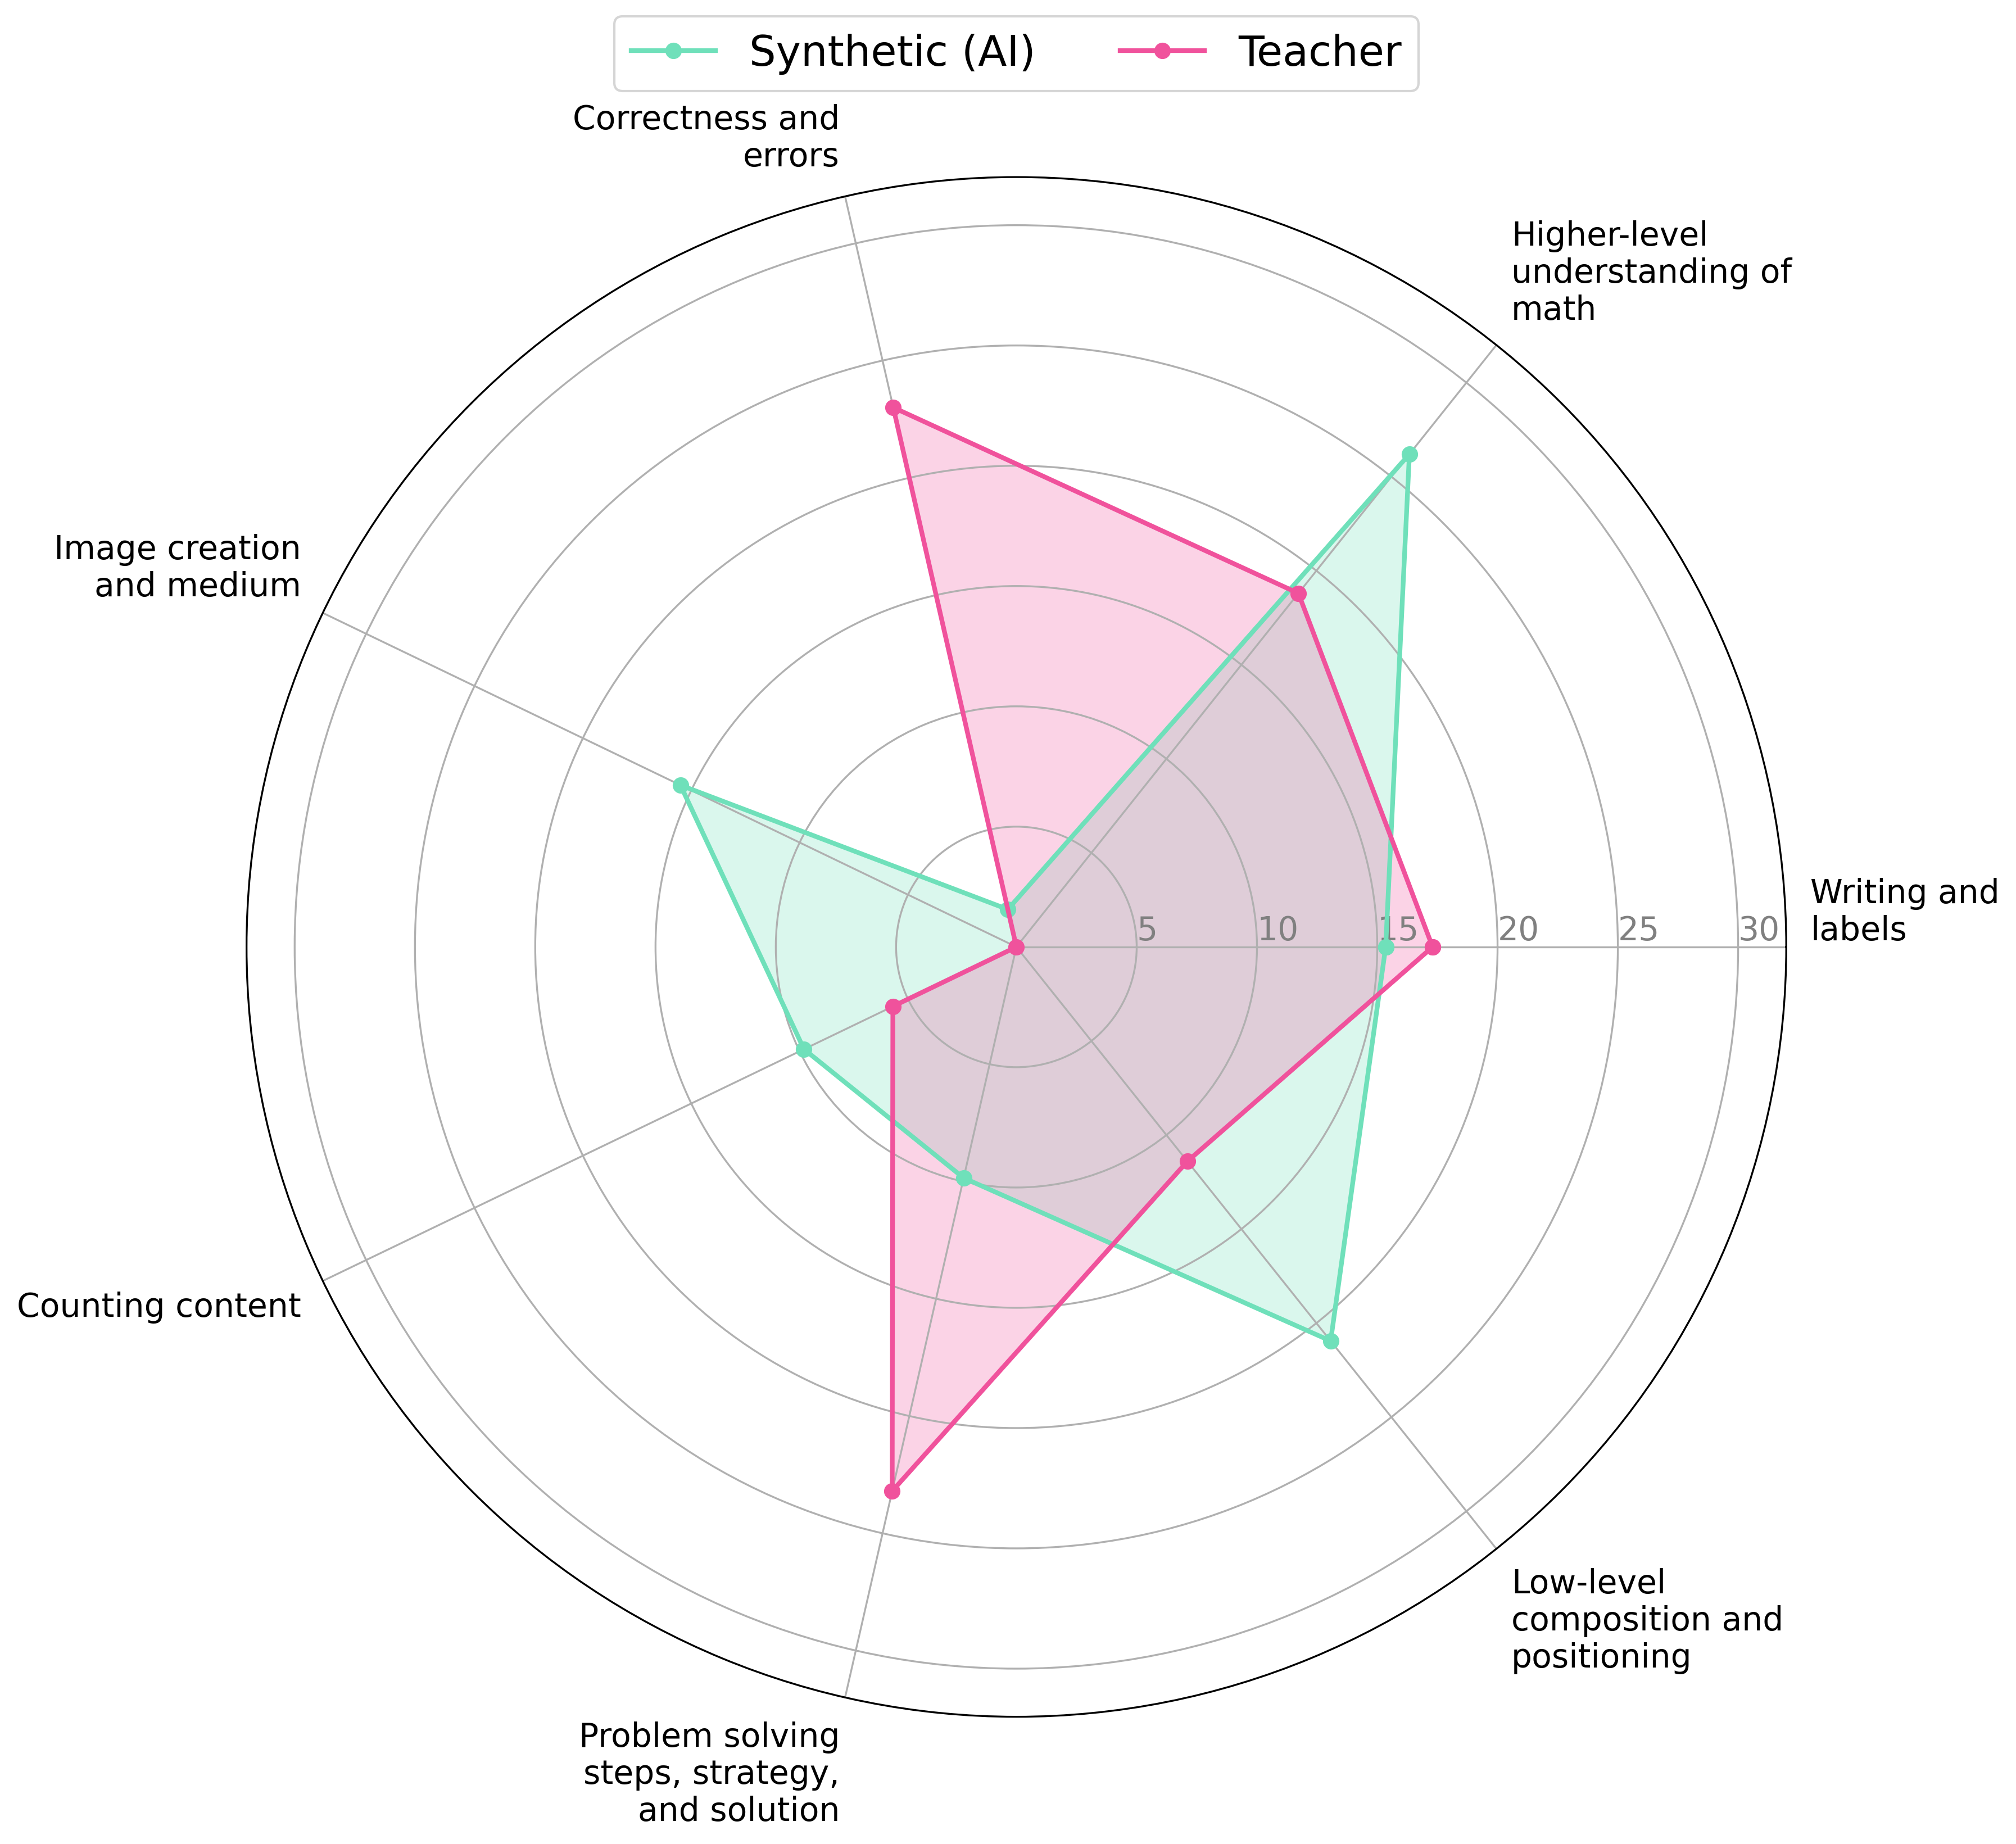 Synthetic (AI)
Teacher
Correctness and
errors
Higher-level
understanding of
math
Image creation
and medium
Writing and
labels
5
10
15
20
25
30
Counting content
Low-level
composition and
positioning
Problem solving
steps, strategy,
and solution